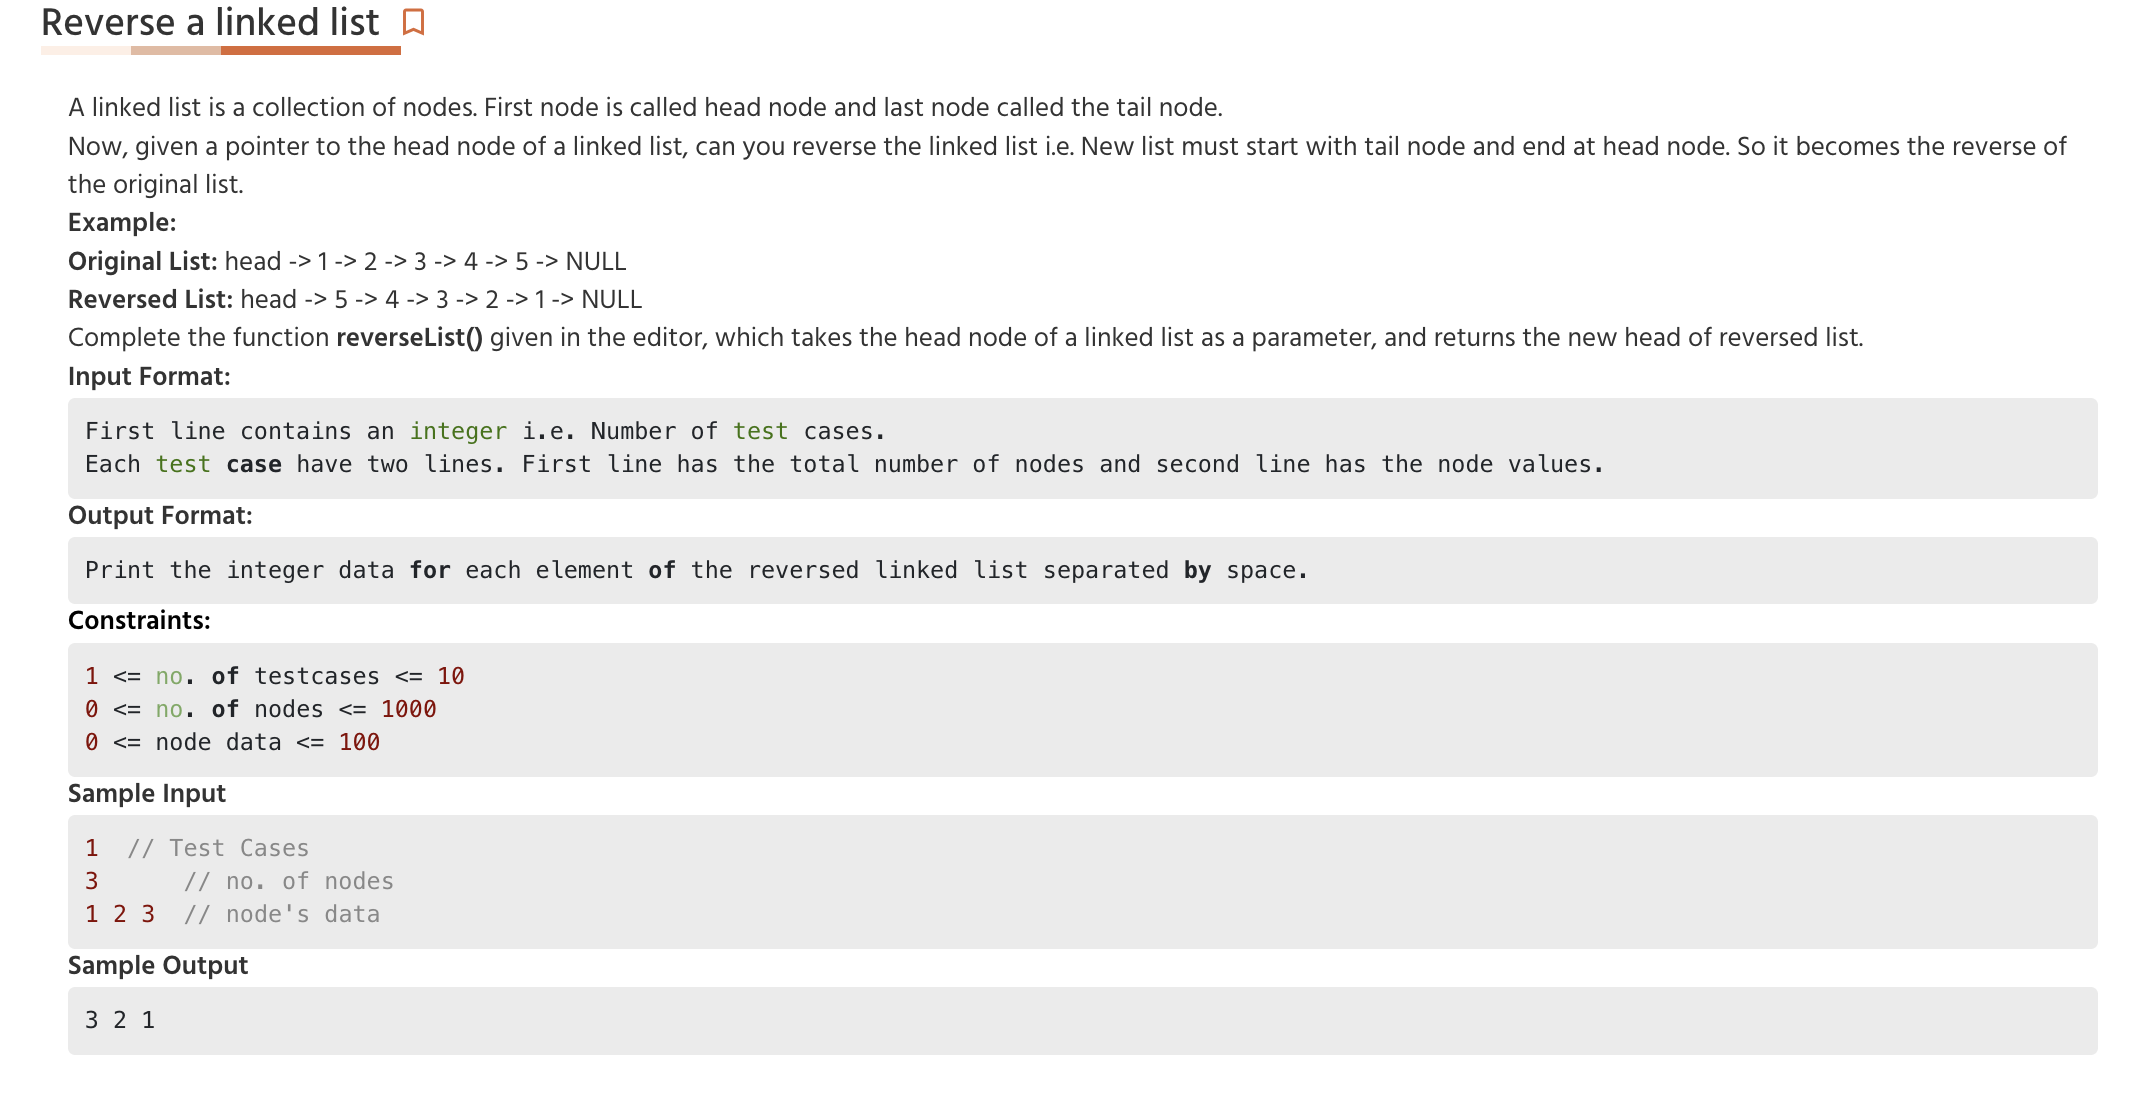 Reverse a linked list
A linked list is a collection of nodes. First node is called head node and last node called the tail node.
Now, given a pointer to the head node of a linked list, can you reverse the linked list i.e. New list must start with tail node and end at head node. So it becomes the reverse of
the original list.
Example:
Original List: head -> 1 -> 2 -> 3 -> 4 -> 5 -> NULL
Reversed List: head -> 5 -> 4 -> 3 -> 2 -> 1 -> NULL
Complete the function reverseList() given in the editor, which takes the head node of a linked list as a parameter, and returns the new head of reversed list.
Input Format:
First line contains an integer i.e. Number of test cases.
Each test case have two lines. First line has the total number of nodes and second line has the node values.
Output Format:
Print the integer data for each element of the reversed linked list separated by space.
Constraints:
1 <= no. of testcases <= 10
0 <= no. of nodes <= 1000
0 <= node data <= 100
Sample Input
1  // Test Cases
3      // no. of nodes
1 2 3  // node's data
Sample Output
3 2 1